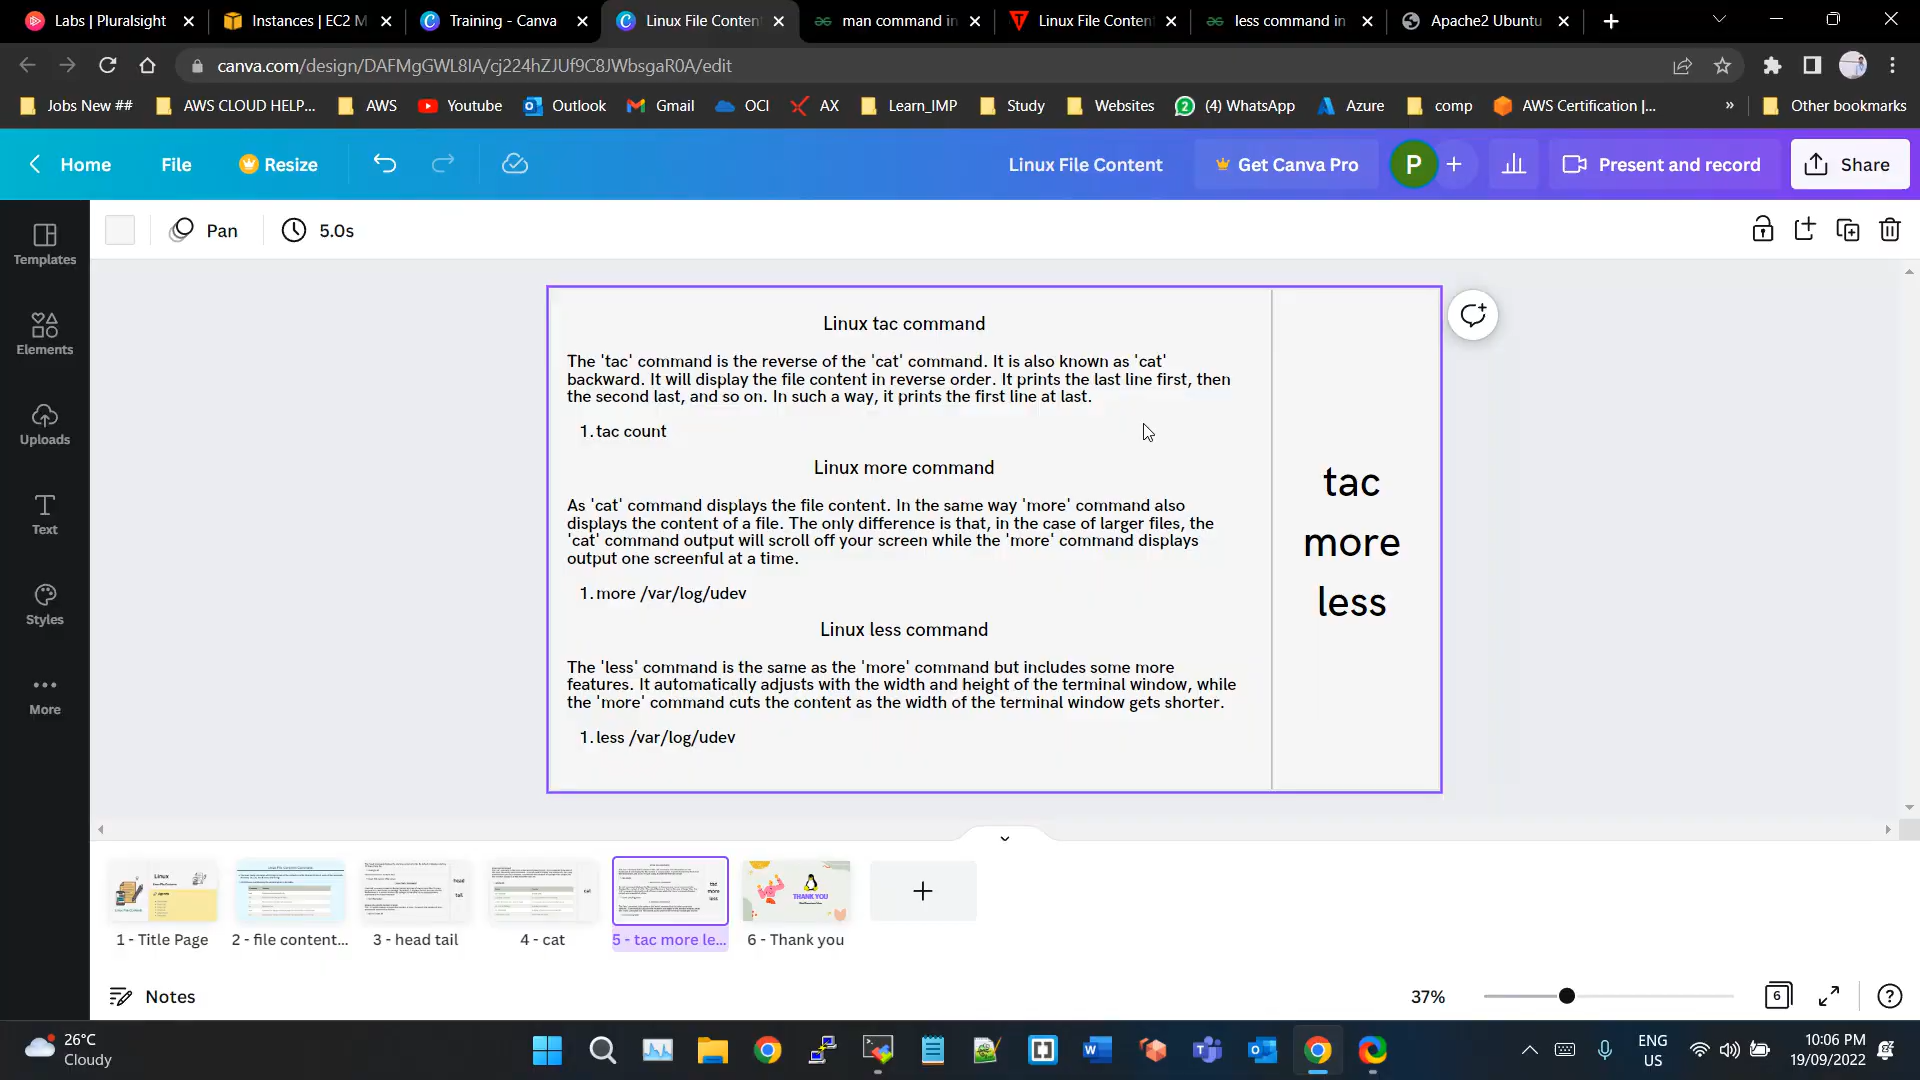 Labs | Pluralsight
Instances | EC2 M
Training - Canva
Linux File Conten
man command in
Linux File Conten
less command in
Apache2 Ubuntu
canva.com/design/DAFMgGWL8IA/cj224hZJUf9C8JWbsgaR0A/edit
Jobs New ##
AWS CLOUD HELP...
AWS
Youtube
Outlook
Gmail
OCI
AX
Learn_IMP
Study
Websites
(4) WhatsApp
Azure
comp
AWS Certification |...
»
Other bookmarks
Home
File
Resize
Linux File Content
Get Canva Pro
P
Present and record
Share
Templates
Elements
Uploads
Text
Styles
More
Pan
5.0s
Linux tac command
The 'tac' command is the reverse of the 'cat' command. It is also known as 'cat'
backward. It will display the file content in reverse order. It prints the last line first, then
the second last, and so on. In such a way, it prints the first line at last.
1. tac count
Linux more command
As 'cat' command displays the file content. In the same way 'more' command also
displays the content of a file. The only difference is that, in the case of larger files, the
'cat' command output will scroll off your screen while the 'more' command displays
output one screenful at a time.
1. more /var/log/udev
Linux less command
The 'less' command is the same as the 'more' command but includes some more
features. It automatically adjusts with the width and height of the terminal window, while
the 'more' command cuts the content as the width of the terminal window gets shorter.
1. less /var/log/udev
tac
more
less
Linux
head
tail
cat
tac
more
less
THANK YOU
1 - Title Page
2 - file content...
3 - head tail
4 - cat
5 - tac more le...
6 - Thank you
Notes
37%
6
26°C
Cloudy
ENG
US
10:06 PM
19/09/2022